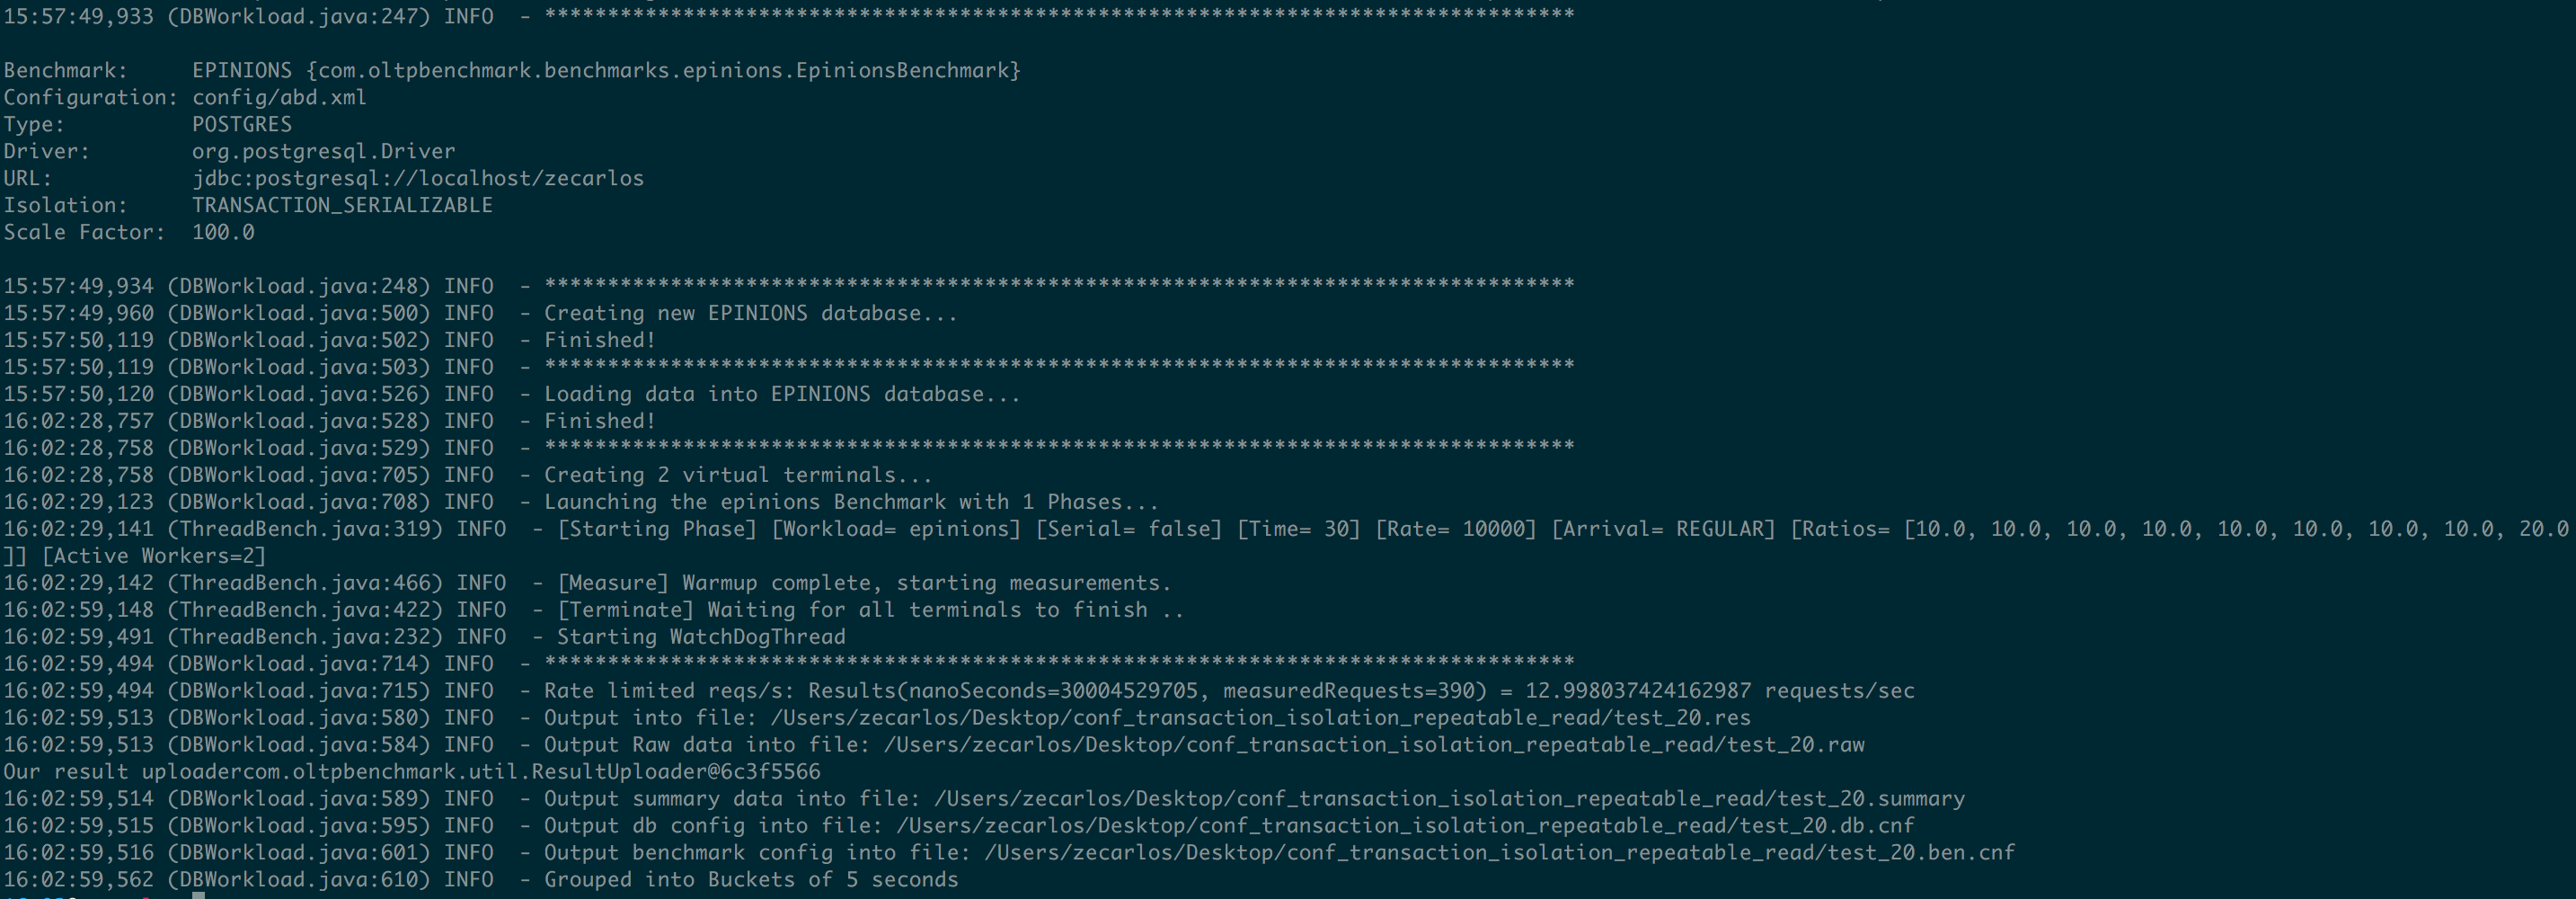 15:57:49,933 (DBWorkload.java:247) INFO  - **********************************************************************************
Benchmark:     EPINIONS {com.oltpbenchmark.benchmarks.epinions.EpinionsBenchmark}
Configuration: config/abd.xml
Type:          POSTGRES
Driver:        org.postgresql.Driver
URL:           jdbc:postgresql://localhost/zecarlos
Isolation:     TRANSACTION_SERIALIZABLE
Scale Factor:  100.0
15:57:49,934 (DBWorkload.java:248) INFO  - **********************************************************************************
15:57:49,960 (DBWorkload.java:500) INFO  - Creating new EPINIONS database...
15:57:50,119 (DBWorkload.java:502) INFO  - Finished!
15:57:50,119 (DBWorkload.java:503) INFO  - **********************************************************************************
15:57:50,120 (DBWorkload.java:526) INFO  - Loading data into EPINIONS database...
16:02:28,757 (DBWorkload.java:528) INFO  - Finished!
16:02:28,758 (DBWorkload.java:529) INFO  - **********************************************************************************
16:02:28,758 (DBWorkload.java:705) INFO  - Creating 2 virtual terminals...
16:02:29,123 (DBWorkload.java:708) INFO  - Launching the epinions Benchmark with 1 Phases...
16:02:29,141 (ThreadBench.java:319) INFO  - [Starting Phase] [Workload= epinions] [Serial= false] [Time= 30] [Rate= 10000] [Arrival= REGULAR] [Ratios= [10.0, 10.0, 10.0, 10.0, 10.0, 10.0, 10.0, 10.0, 20.0
]] [Active Workers=2]
16:02:29,142 (ThreadBench.java:466) INFO  - [Measure] Warmup complete, starting measurements.
16:02:59,148 (ThreadBench.java:422) INFO  - [Terminate] Waiting for all terminals to finish ..
16:02:59,491 (ThreadBench.java:232) INFO  - Starting WatchDogThread
16:02:59,494 (DBWorkload.java:714) INFO  - **********************************************************************************
16:02:59,494 (DBWorkload.java:715) INFO  - Rate limited reqs/s: Results(nanoSeconds=30004529705, measuredRequests=390) = 12.998037424162987 requests/sec
16:02:59,513 (DBWorkload.java:580) INFO  - Output into file: /Users/zecarlos/Desktop/conf_transaction_isolation_repeatable_read/test_20.res
16:02:59,513 (DBWorkload.java:584) INFO  - Output Raw data into file: /Users/zecarlos/Desktop/conf_transaction_isolation_repeatable_read/test_20.raw
Our result uploadercom.oltpbenchmark.util.ResultUploader@6c3f5566
16:02:59,514 (DBWorkload.java:589) INFO  - Output summary data into file: /Users/zecarlos/Desktop/conf_transaction_isolation_repeatable_read/test_20.summary
16:02:59,515 (DBWorkload.java:595) INFO  - Output db config into file: /Users/zecarlos/Desktop/conf_transaction_isolation_repeatable_read/test_20.db.cnf
16:02:59,516 (DBWorkload.java:601) INFO  - Output benchmark config into file: /Users/zecarlos/Desktop/conf_transaction_isolation_repeatable_read/test_20.ben.cnf
16:02:59,562 (DBWorkload.java:610) INFO  - Grouped into Buckets of 5 seconds